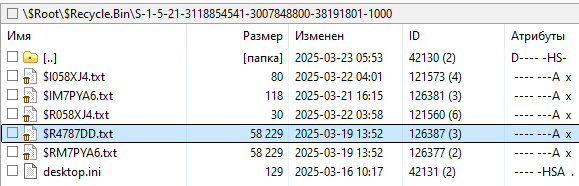 \$Root\$Recycle.Bin\S-1-5-21-3118854541-3007848800-38191801-1000
Имя Размер Изменен ID Атрибуты
[..] [папка] 2025-03-23 05:53 42130 (2) D---- -HS-
$I058XJ4.txt 80 2025-03-22 04:01 121573 (4) ----- ---A x
$IM7PYA6.txt 118 2025-03-21 16:15 126381 (3) ----- ---A x
$R058XJ4.txt 30 2025-03-22 03:58 121560 (6) ----- ---A x
$R4787DD.txt 58 229 2025-03-19 13:52 126387 (3) ----- ---A x
$RM7PYA6.txt 58 229 2025-03-19 13:52 126377 (2) ----- ---A x
desktop.ini 129 2025-03-16 10:17 42131 (2) ----- -HSA .